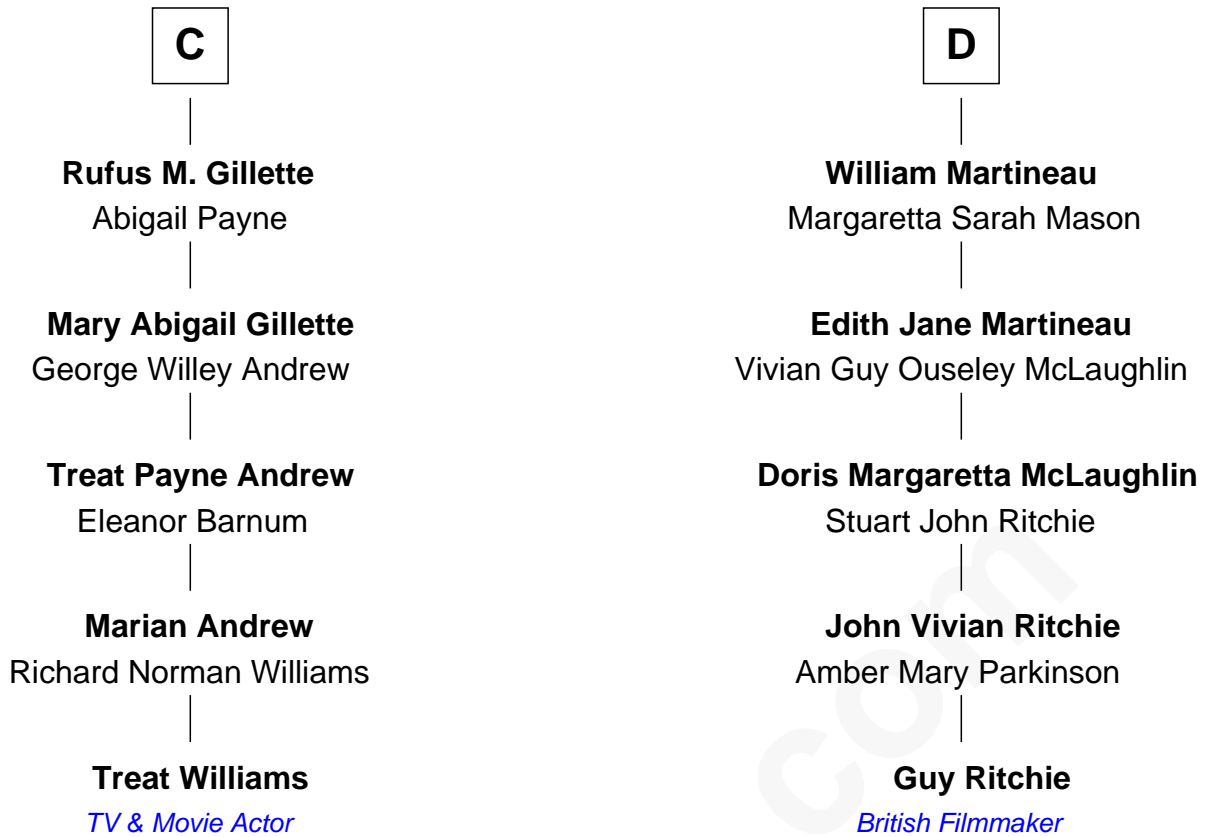 C
Rufus M. Gillette
Abigail Payne
Mary Abigail Gillette
George Willey Andrew
Treat Payne Andrew
Eleanor Barnum
Marian Andrew
Richard Norman Williams
Treat Williams
TV & Movie Actor
D
William Martineau
Margaretta Sarah Mason
Edith Jane Martineau
Vivian Guy Ouseley McLaughlin
Doris Margaretta McLaughlin
Stuart John Ritchie
John Vivian Ritchie
Amber Mary Parkinson
Guy Ritchie
British Filmmaker
com